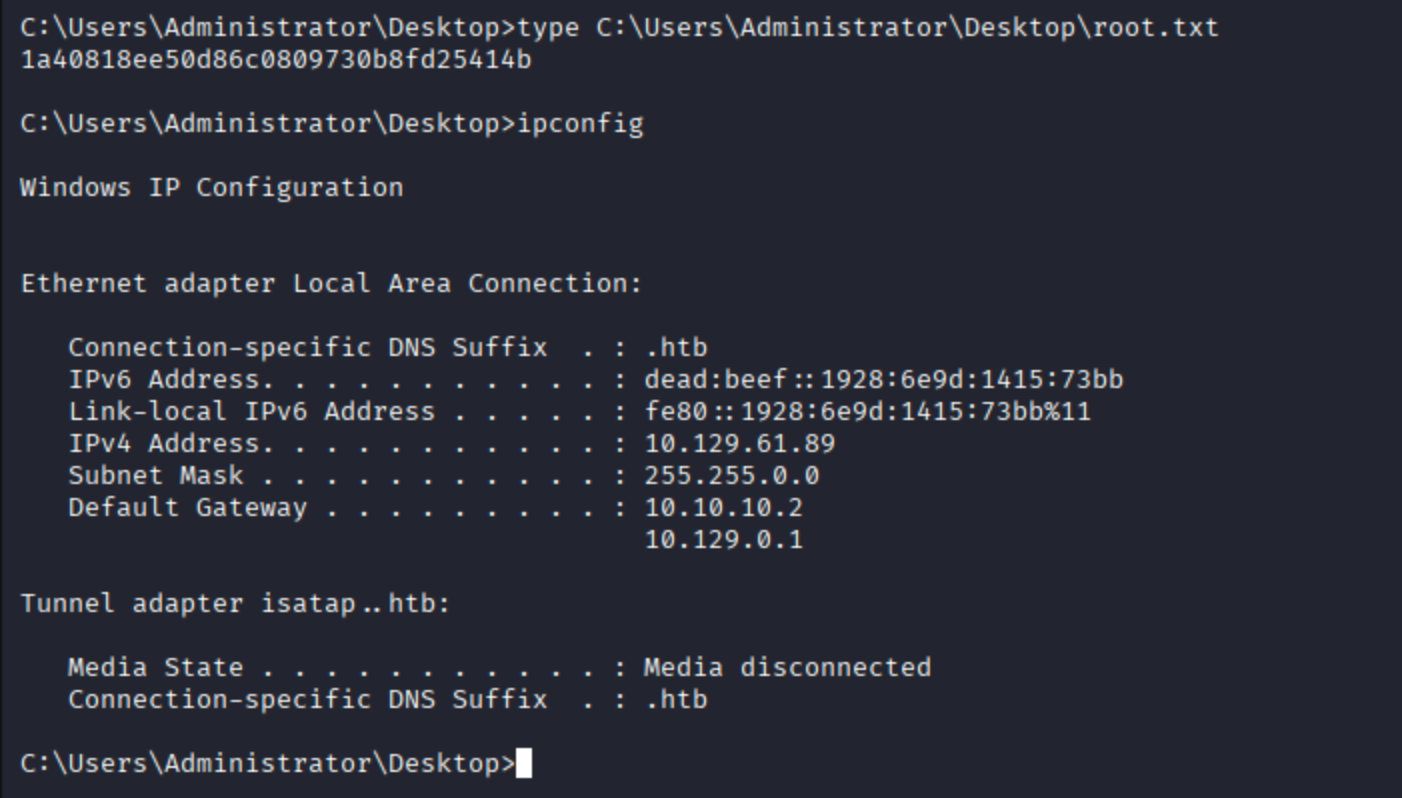 C:\Users\Administrator\Desktop>type C:\Users\Administrator\Desktop\root.txt
1a40818ee50d86c0809730b8fd25414b
C:\Users\Administrator\Desktop>ipconfig
Windows IP Configuration
Ethernet adapter Local Area Connection:
   Connection-specific DNS Suffix  . : .htb
   IPv6 Address. . . . . . . . . . . : dead:beef::1928:6e9d:1415:73bb
   Link-local IPv6 Address . . . . . : fe80::1928:6e9d:1415:73bb%11
   IPv4 Address. . . . . . . . . . . : 10.129.61.89
   Subnet Mask . . . . . . . . . . . : 255.255.0.0
   Default Gateway . . . . . . . . . : 10.10.10.2
                                       10.129.0.1
Tunnel adapter isatap..htb:
   Media State . . . . . . . . . . . : Media disconnected
   Connection-specific DNS Suffix  . : .htb
C:\Users\Administrator\Desktop>